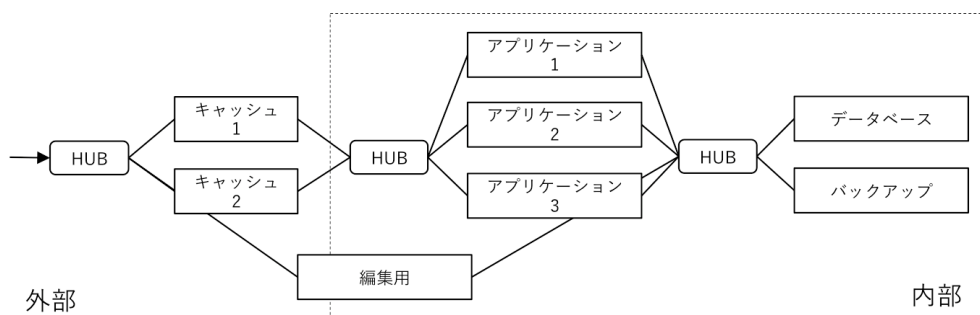 アプリケーション
1
キャッシュ
1
アプリケーション
2
データベース
HUB
HUB
HUB
キャッシュ
2
アプリケーション
3
バックアップ
編集用
外部
内部